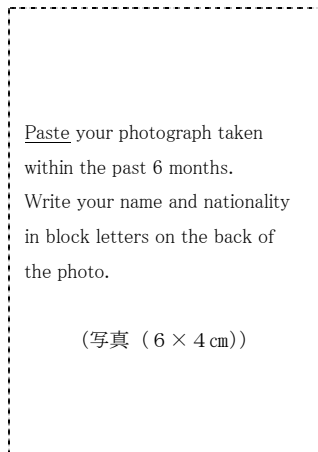 Paste your photograph taken
within the past 6 months.
Write your name and nationality
in block letters on the back of
the photo.
（写真（６×４㎝））